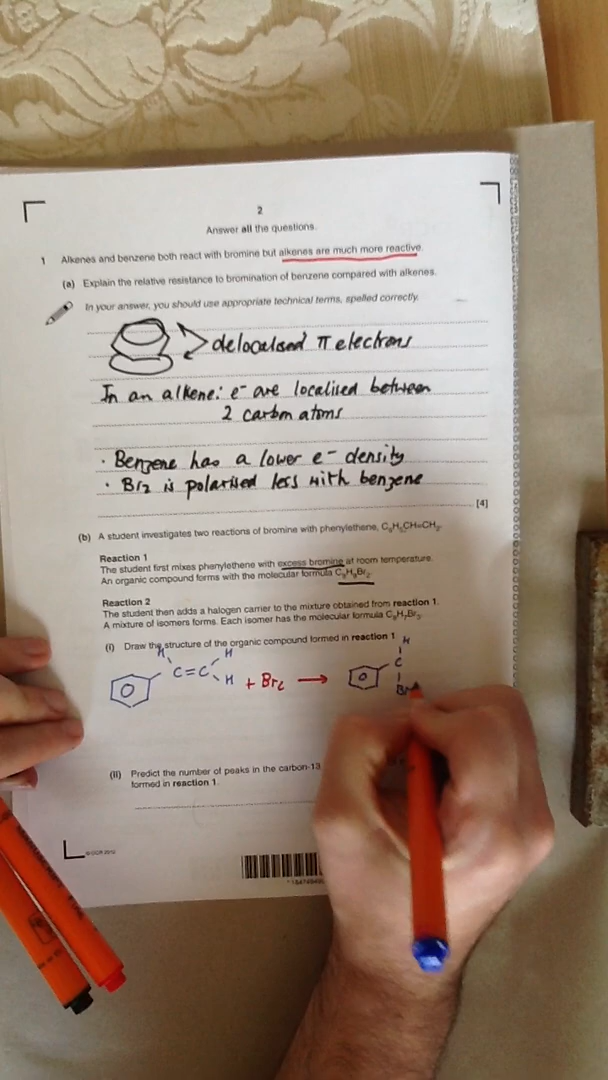 2
Answer all the questions.
1 Alkenes and benzene both react with bromine but alkenes are much more reactive.
(a) Explain the relative resistance to bromination of benzene compared with alkenes.
In your answer, you should use appropriate technical terms, spelled correctly.
delocalised π electrons
In an alkene: e⁻ are localised between
2 carbon atoms
· Benzene has a lower e⁻ density
· Br2 is polarised less with benzene
[4]
(b) A student investigates two reactions of bromine with phenylethene, C₆H₅CH=CH₂.
Reaction 1
The student first mixes phenylethene with excess bromine at room temperature.
An organic compound forms with the molecular formula C₈H₈Br₂.
Reaction 2
The student then adds a halogen carrier to the mixture obtained from reaction 1.
A mixture of isomers forms. Each isomer has the molecular formula C₈H₇Br₃.
(i) Draw the structure of the organic compound formed in reaction 1
H H H
C=C H + Br₂ → C
Br
(ii) Predict the number of peaks in the carbon-13
formed in reaction 1.
© OCR 2012